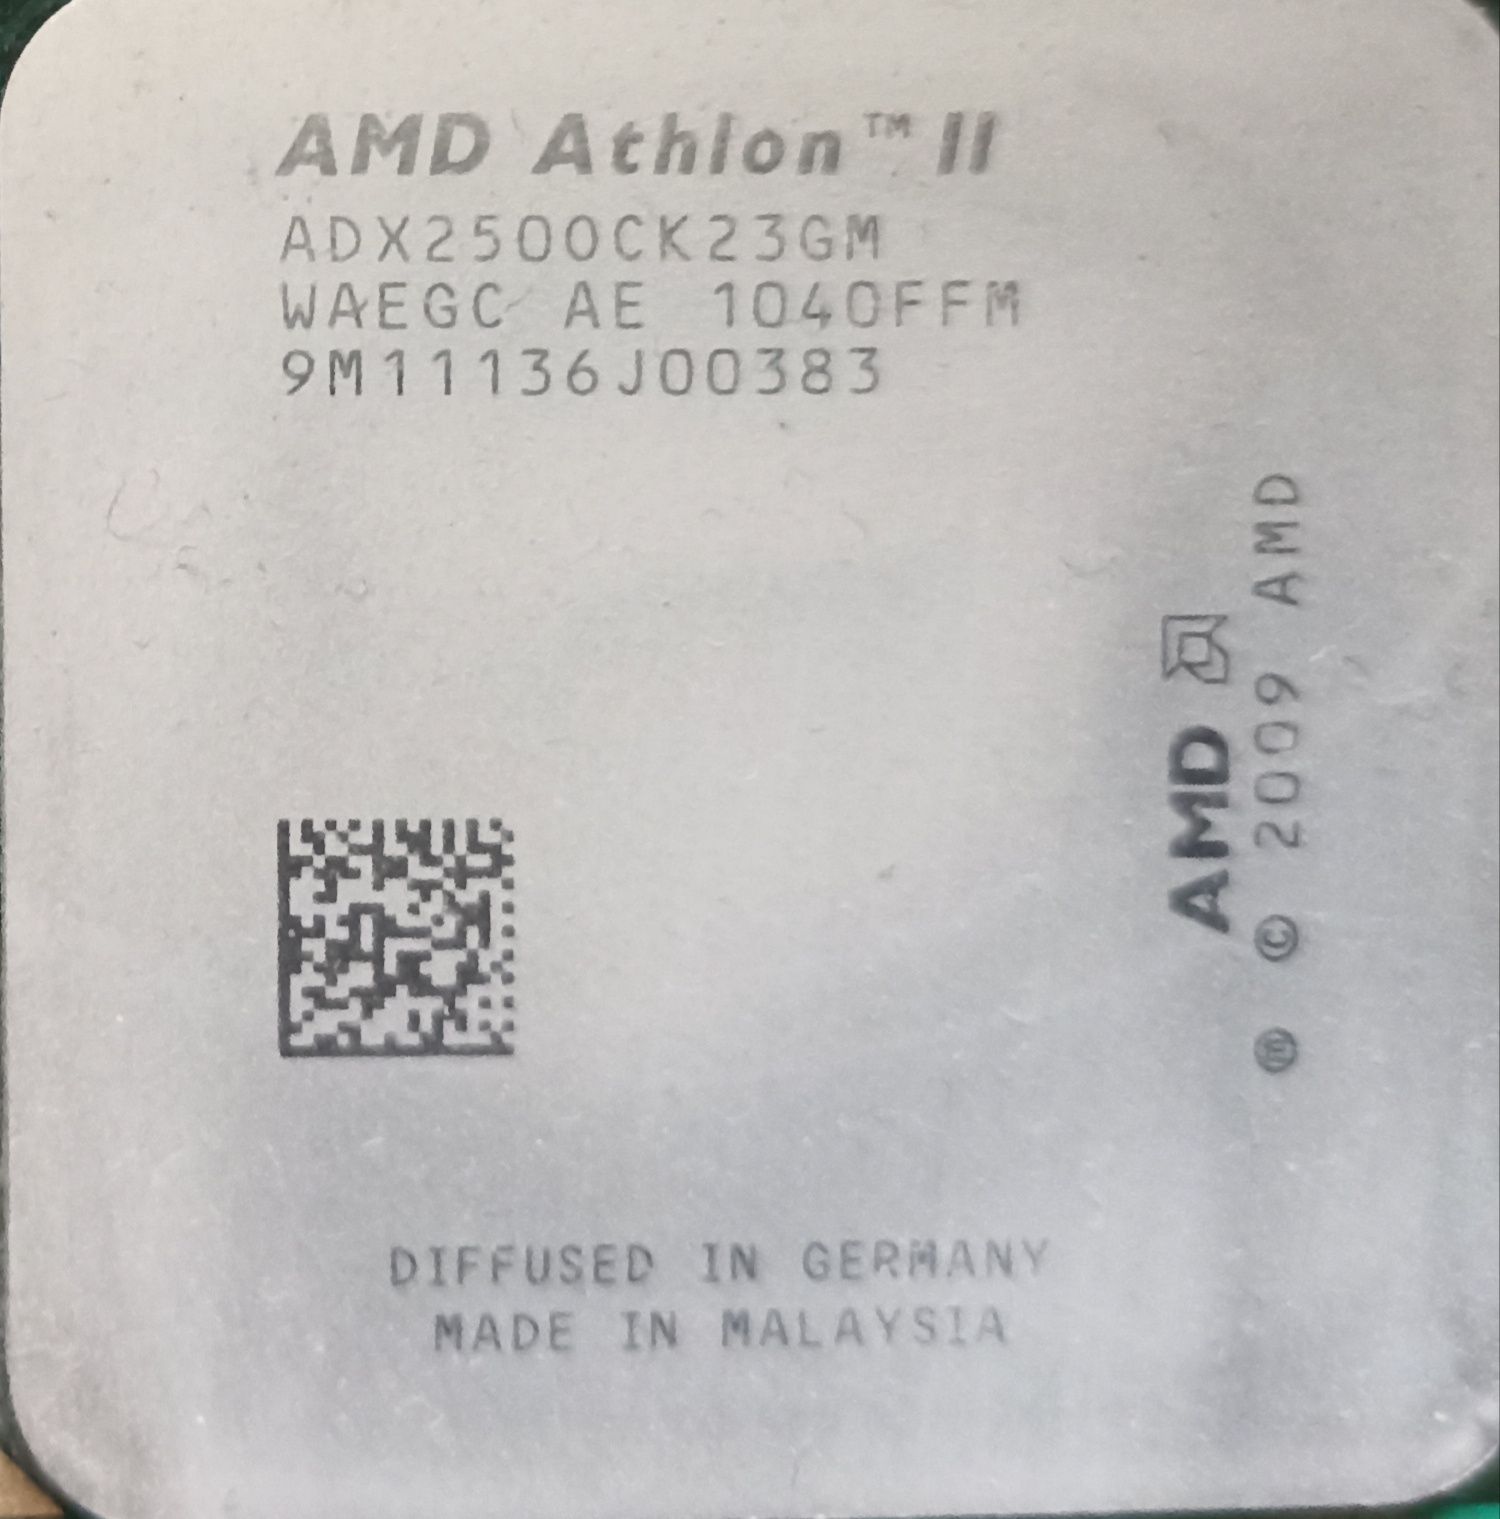 AMD Athlon™ II
ADX2500CK23GM
WAEGC AE 1040FFM
9M11136J00383
AMD
® © 2009 AMD
DIFFUSED IN GERMANY
MADE IN MALAYSIA